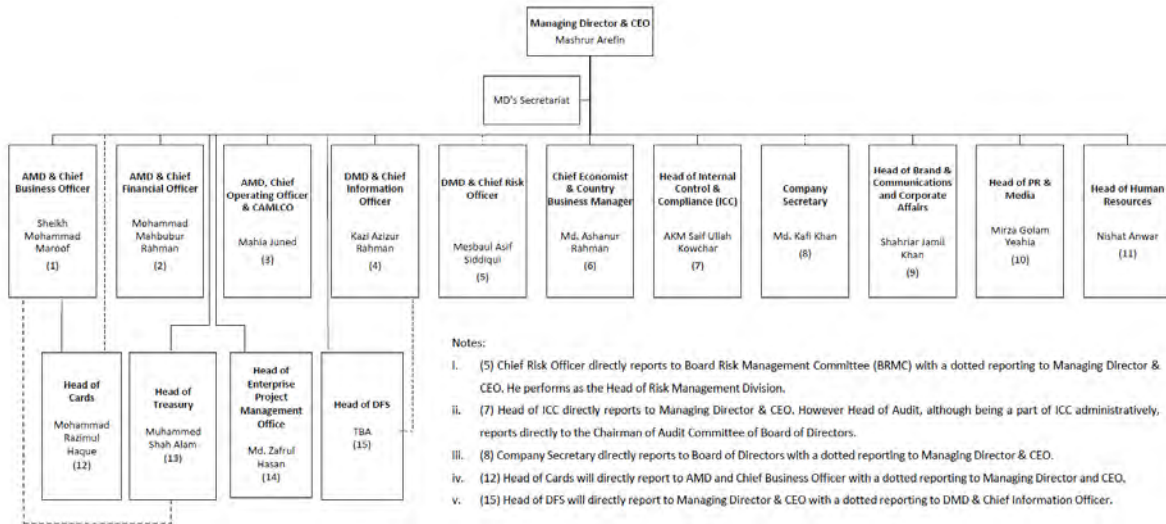 Managing Director & CEO
Mashrur Arefin
MD's Secretariat
AMD & Chief
Business Officer
Sheikh
Mohammad
Maroof
(1)
AMD & Chief
Financial Officer
Mohammad
Mahbubur
Rahman
(2)
AMD, Chief
Operating Officer
& CAMLCO
Mahia Juned
(3)
DMD & Chief
Information
Officer
Kazi Azizur
Rahman
(4)
DMD & Chief Risk
Officer
Mesbaul Asif
Siddiqui
(5)
Chief Economist
& Country
Business Manager
Md. Ashanur
Rahman
(6)
Head of Internal
Control &
Compliance (ICC)
AKM Saif Ullah
Kowchar
(7)
Company
Secretary
Md. Kafi Khan
(8)
Head of Brand &
Communications
and Corporate
Affairs
Shahriar Jamil
Khan
(9)
Head of PR &
Media
Mirza Golam
Yeahia
(10)
Head of Human
Resources
Nishat Anwar
(11)
Head of
Cards
Mohammad
Razimul
Haque
(12)
Head of
Treasury
Muhammed
Shah Alam
(13)
Head of
Enterprise
Project
Management
Office
Md. Zafrul
Hasan
(14)
Head of DFS
TBA
(15)
Notes:
i. (5) Chief Risk Officer directly reports to Board Risk Management Committee (BRMC) with a dotted reporting to Managing Director &
CEO. He performs as the Head of Risk Management Division.
ii. (7) Head of ICC directly reports to Managing Director & CEO. However Head of Audit, although being a part of ICC administratively,
reports directly to the Chairman of Audit Committee of Board of Directors.
iii. (8) Company Secretary directly reports to Board of Directors with a dotted reporting to Managing Director & CEO.
iv. (12) Head of Cards will directly report to AMD and Chief Business Officer with a dotted reporting to Managing Director and CEO.
v. (15) Head of DFS will directly report to Managing Director & CEO with a dotted reporting to DMD & Chief Information Officer.